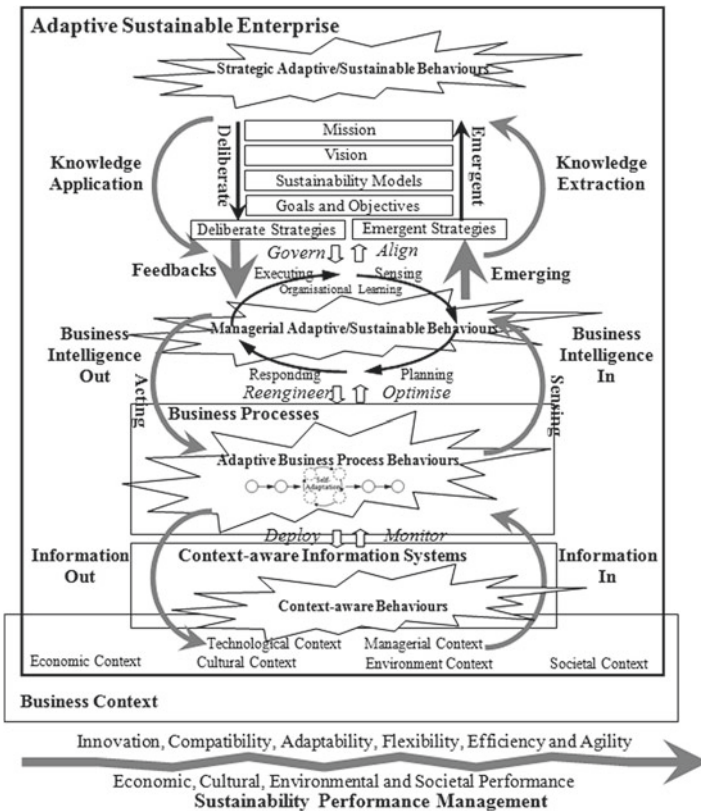 Adaptive Sustainable Enterprise
Strategic Adaptive/Sustainable Behaviours
Deliberate
Mission
Vision
Sustainability Models
Goals and Objectives
Emergent
Knowledge
Application
Knowledge
Extraction
Deliberate Strategies
Emergent Strategies
Govern
Align
Feedbacks
Emerging
Executing
Sensing
Organisational Learning
Managerial Adaptive/Sustainable Behaviours
Business
Intelligence
Out
Business
Intelligence
In
Responding
Planning
Acting
Sensing
Reengineer
Optimise
Business Processes
Adaptive Business Process Behaviours
Self-
Adaptation
Deploy
Monitor
Information
Out
Context-aware Information Systems
Information
In
Context-aware Behaviours
Technological Context
Managerial Context
Economic Context
Cultural Context
Environment Context
Societal Context
Business Context
Innovation, Compatibility, Adaptability, Flexibility, Efficiency and Agility
Economic, Cultural, Environmental and Societal Performance
Sustainability Performance Management